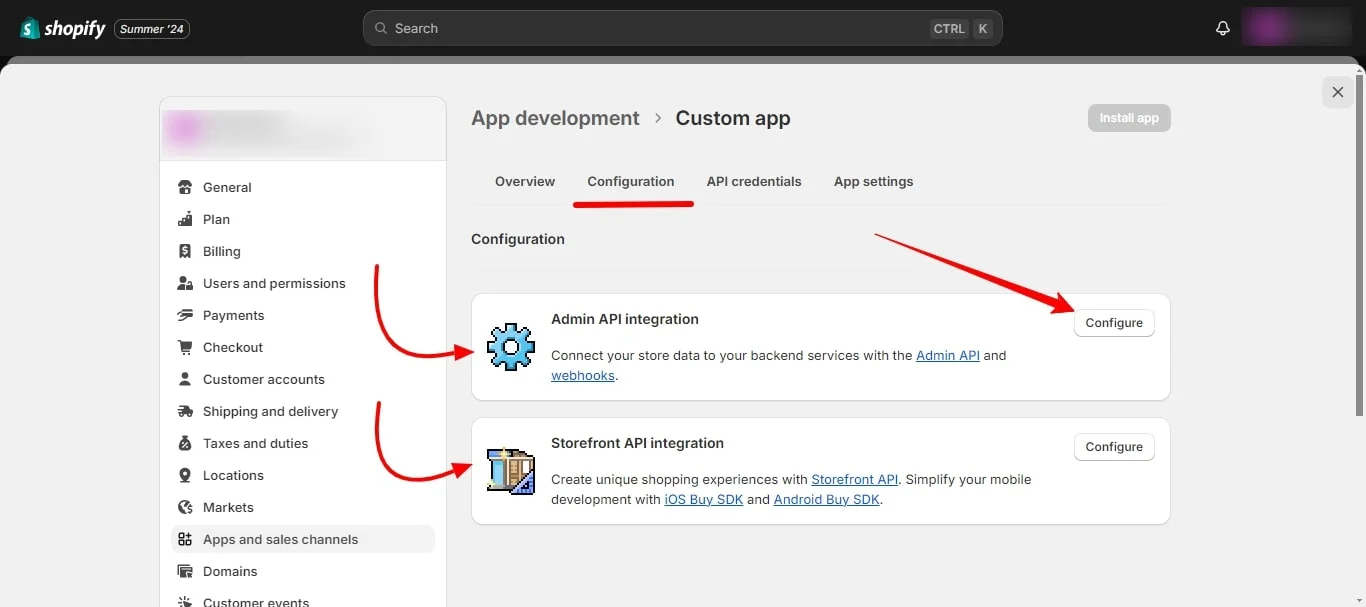 shopify Summer '24 Search CTRL K
App development > Custom app Install app
Overview Configuration API credentials App settings
General
Plan
Billing
Users and permissions
Payments
Checkout
Customer accounts
Shipping and delivery
Taxes and duties
Locations
Markets
Apps and sales channels
Domains
Customer events
Configuration
Admin API integration
Configure
Connect your store data to your backend services with the Admin API and
webhooks.
Storefront API integration
Configure
Create unique shopping experiences with Storefront API. Simplify your mobile
development with iOS Buy SDK and Android Buy SDK.